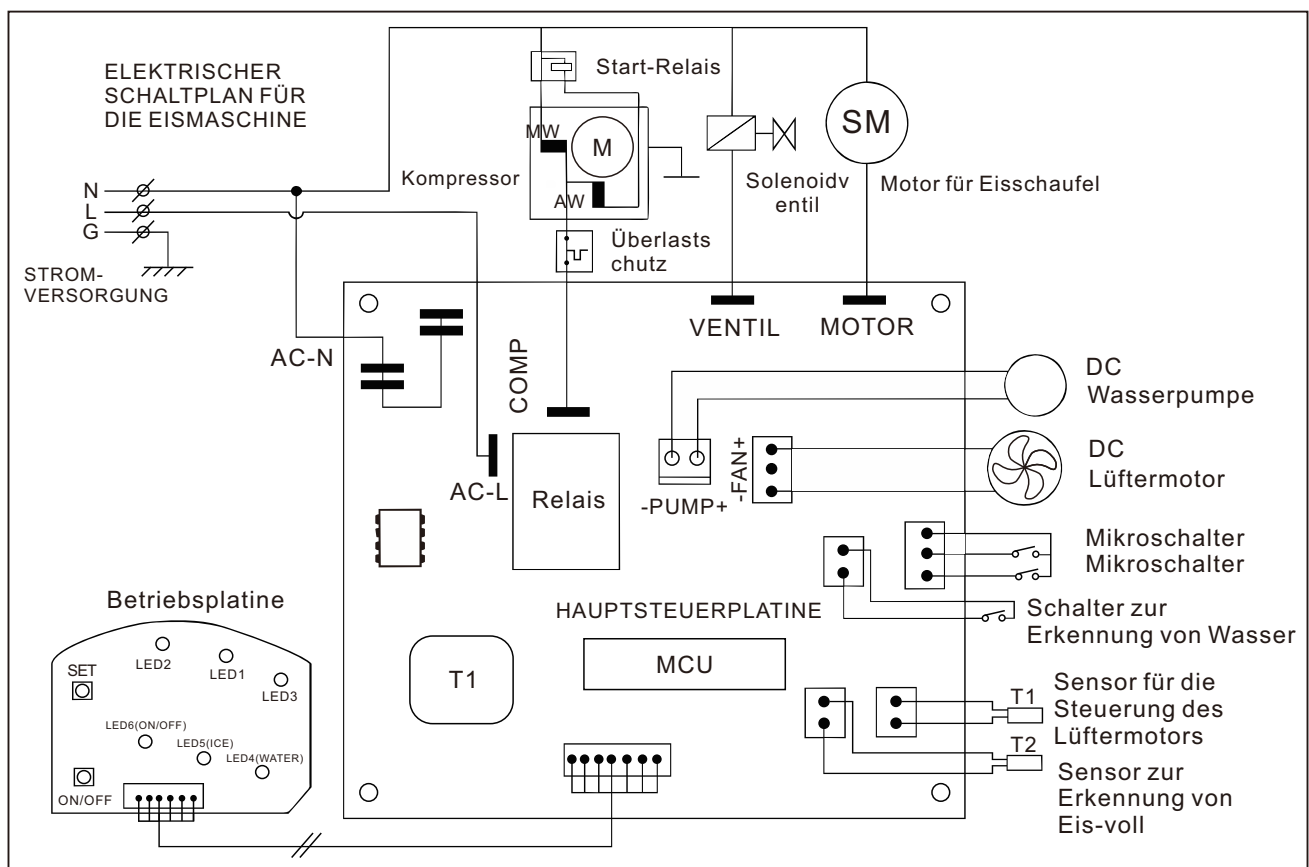 ELEKTRISCHER
SCHALTPLAN FÜR
DIE EISMASCHINE
Start-Relais
MW
M
SM
Kompressor
AW
Solenoidv
entil
Motor für Eisschaufel
N
L
G
Überlasts
chutz
STROM-
VERSORGUNG
AC-N
COMP
VENTIL
MOTOR
DC
Wasserpumpe
AC-L
Relais
-PUMP+
-FAN+
DC
Lüftermotor
Mikroschalter
Mikroschalter
HAUPTSTEUERPLATINE
Schalter zur
Erkennung von Wasser
MCU
T1
T1
Sensor für die
Steuerung des
Lüftermotors
T2
Sensor zur
Erkennung von
Eis-voll
Betriebsplatine
SET
LED2
LED1
LED3
LED6(ON/OFF)
LED5(ICE)
LED4(WATER)
ON/OFF